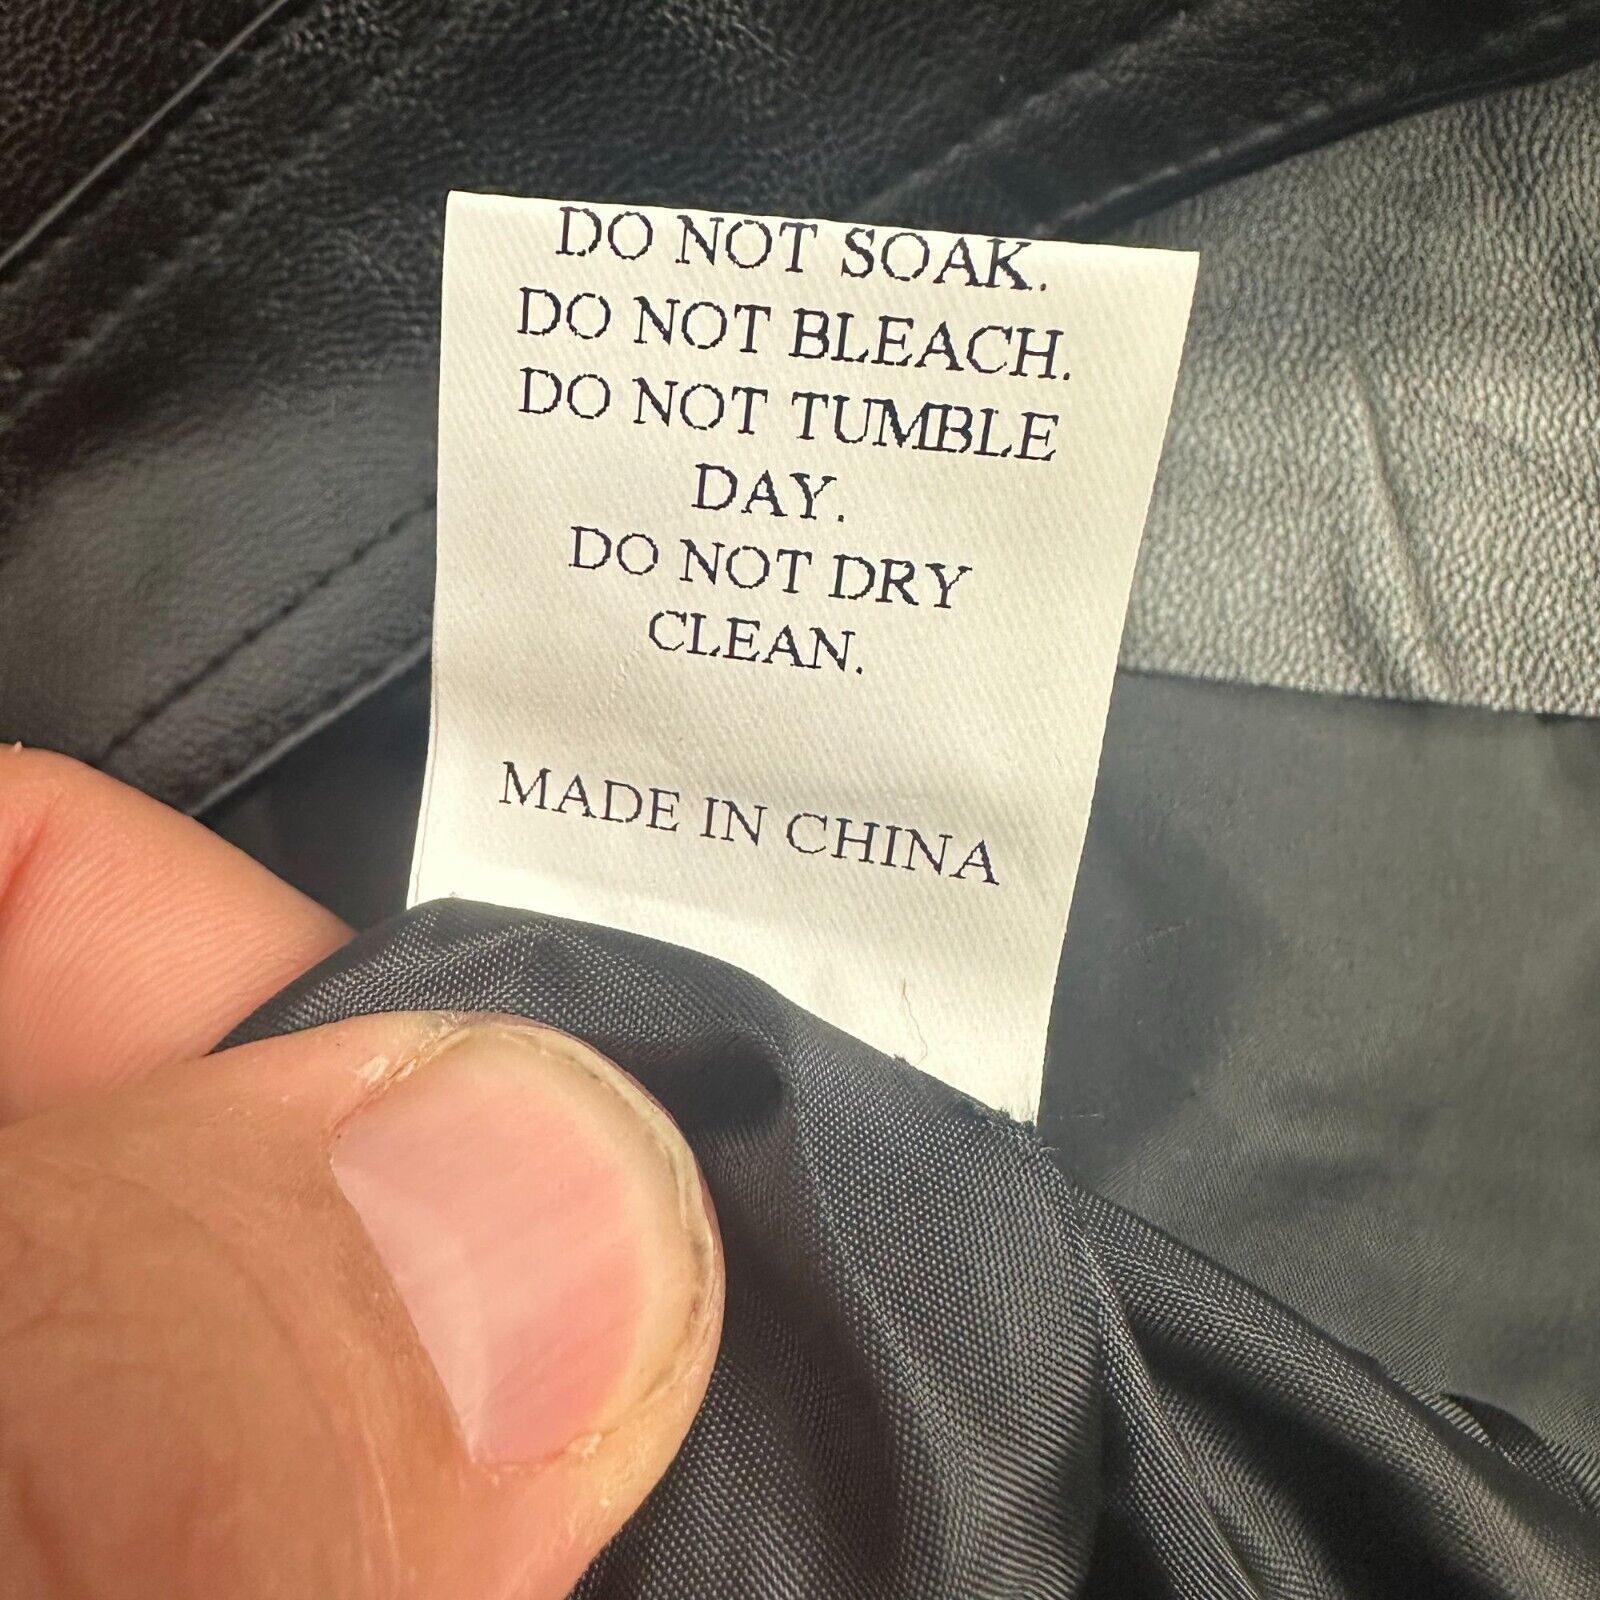 DO NOT SOAK.
DO NOT BLEACH.
DO NOT TUMBLE
DAY.
DO NOT DRY
CLEAN.
MADE IN CHINA